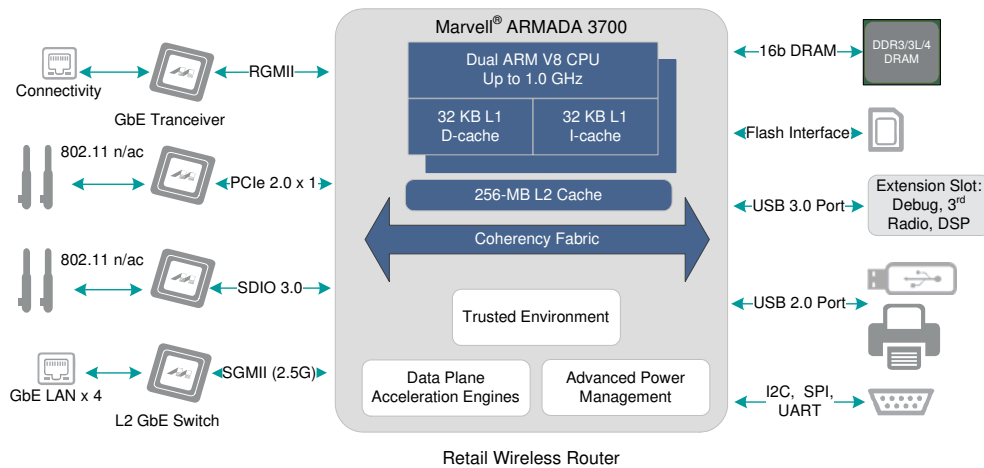 Marvell® ARMADA 3700
Dual ARM V8 CPU
Up to 1.0 GHz
32 KB L1
D-cache
32 KB L1
I-cache
256-MB L2 Cache
Coherency Fabric
Trusted Environment
Data Plane
Acceleration Engines
Advanced Power
Management
Connectivity
RGMII
GbE Tranceiver
802.11 n/ac
PCIe 2.0 x 1
802.11 n/ac
SDIO 3.0
GbE LAN x 4
SGMII (2.5G)
L2 GbE Switch
16b DRAM
DDR3/3L/4
DRAM
Flash Interface
USB 3.0 Port
Extension Slot:
Debug, 3rd
Radio, DSP
USB 2.0 Port
I2C, SPI,
UART
Retail Wireless Router